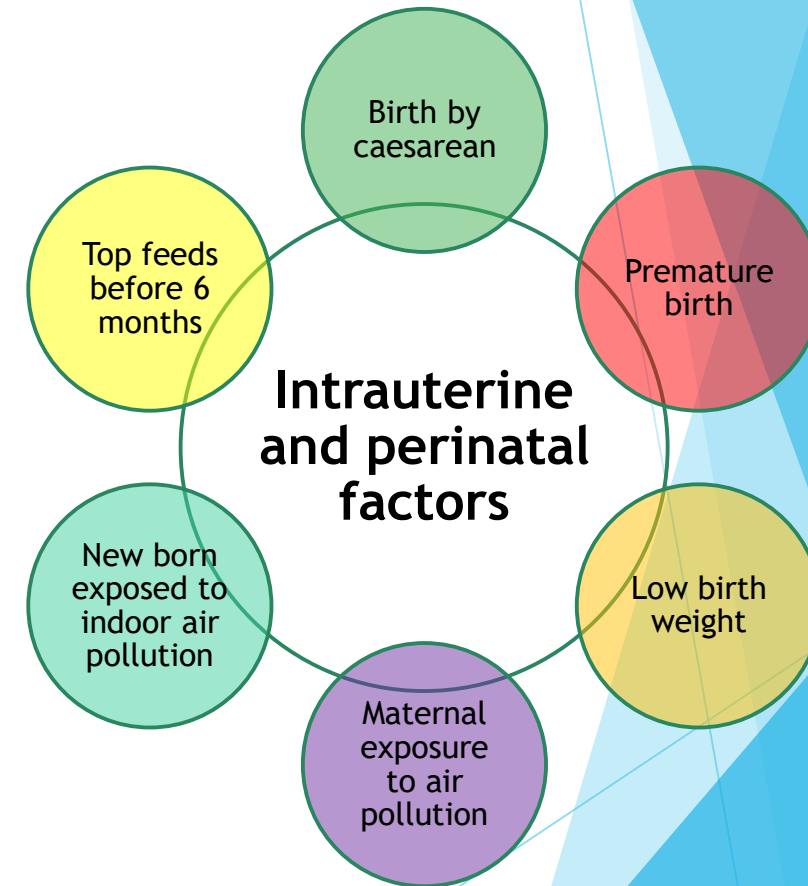 Birth by
caesarean
Premature
birth
Low birth
weight
Maternal
exposure
to air
pollution
New born
exposed to
indoor air
pollution
Top feeds
before 6
months
Intrauterine
and perinatal
factors